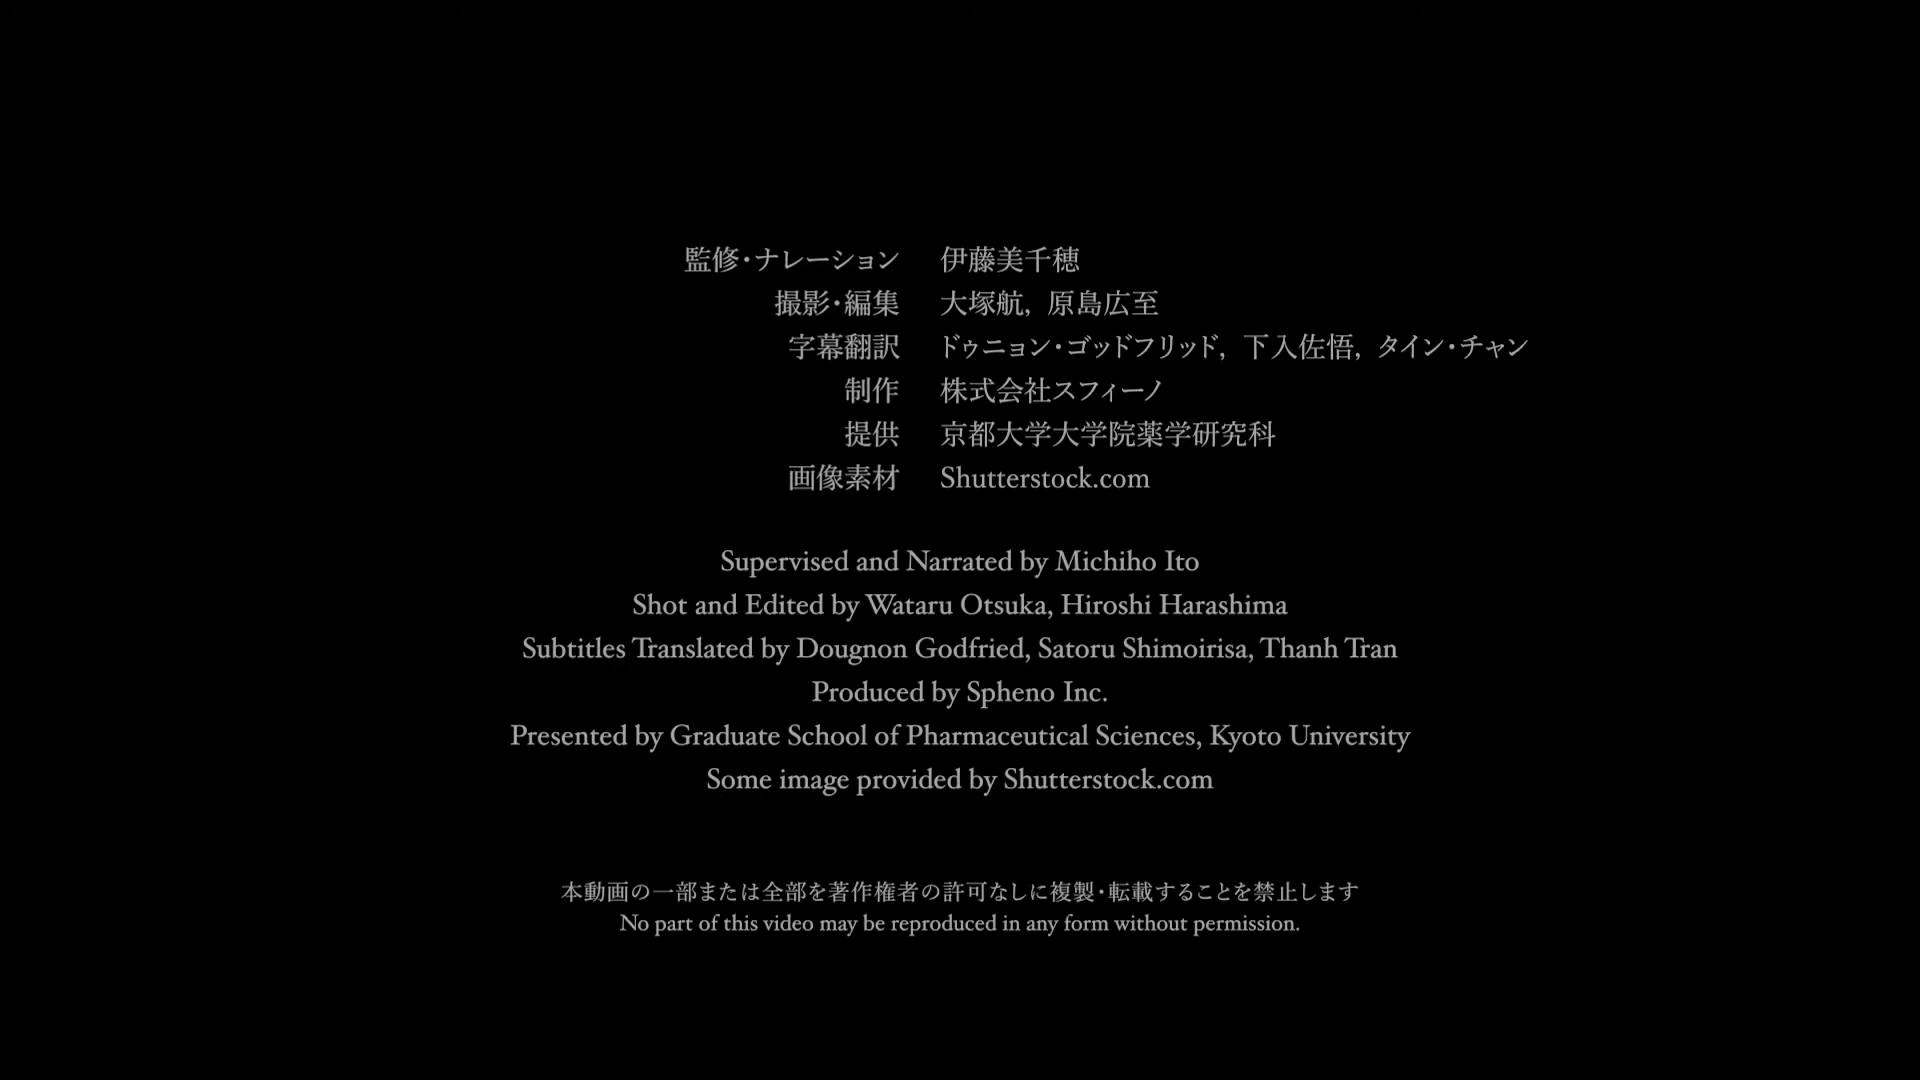 監修・ナレーション 伊藤美千穂
撮影・編集 大塚航, 原島広至
字幕翻訳 ドゥニョン・ゴッドフリッド, 下入佐悟, タイン・チャン
制作 株式会社スフィーノ
提供 京都大学大学院薬学研究科
画像素材 Shutterstock.com
Supervised and Narrated by Michiho Ito
Shot and Edited by Wataru Otsuka, Hiroshi Harashima
Subtitles Translated by Dougnon Godfried, Satoru Shimoirisa, Thanh Tran
Produced by Spheno Inc.
Presented by Graduate School of Pharmaceutical Sciences, Kyoto University
Some image provided by Shutterstock.com
本動画の一部または全部を著作権者の許可なしに複製・転載することを禁止します
No part of this video may be reproduced in any form without permission.